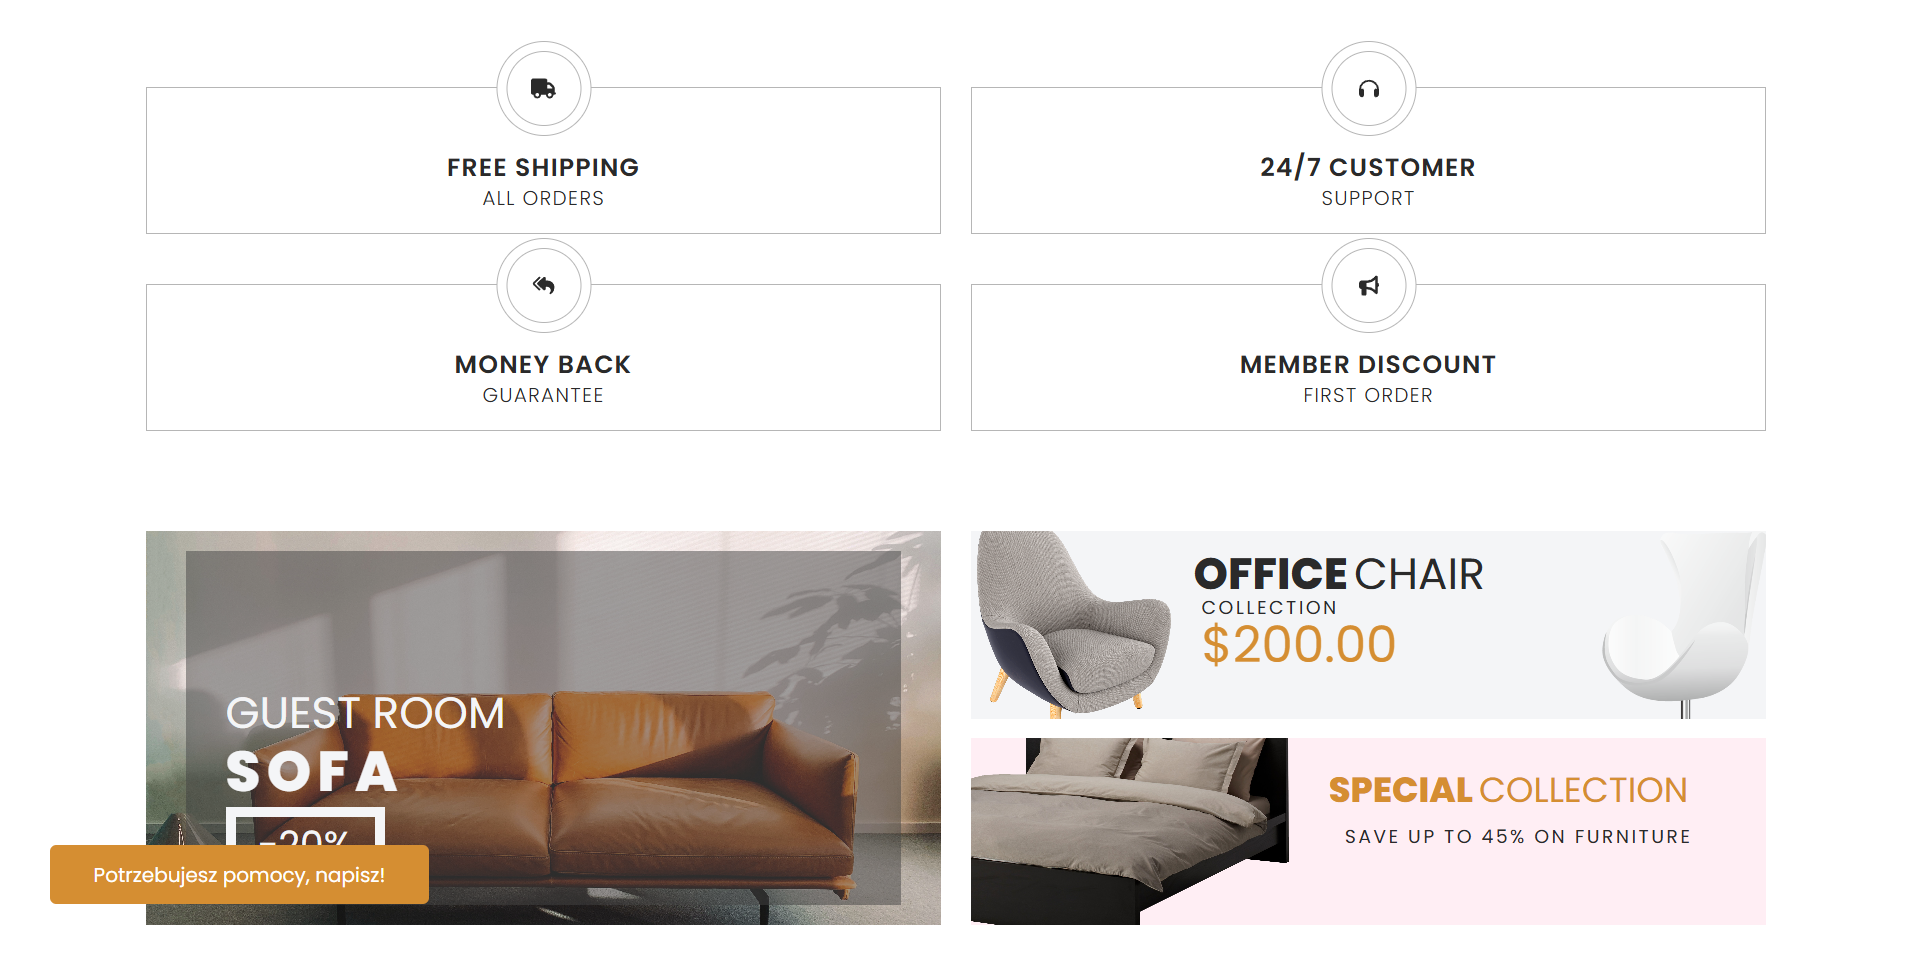 FREE SHIPPING
ALL ORDERS
24/7 CUSTOMER
SUPPORT
MONEY BACK
GUARANTEE
MEMBER DISCOUNT
FIRST ORDER
GUEST ROOM
SOFA
-20%
Potrzebujesz pomocy, napisz!
OFFICE CHAIR
COLLECTION
$200.00
SPECIAL COLLECTION
SAVE UP TO 45% ON FURNITURE